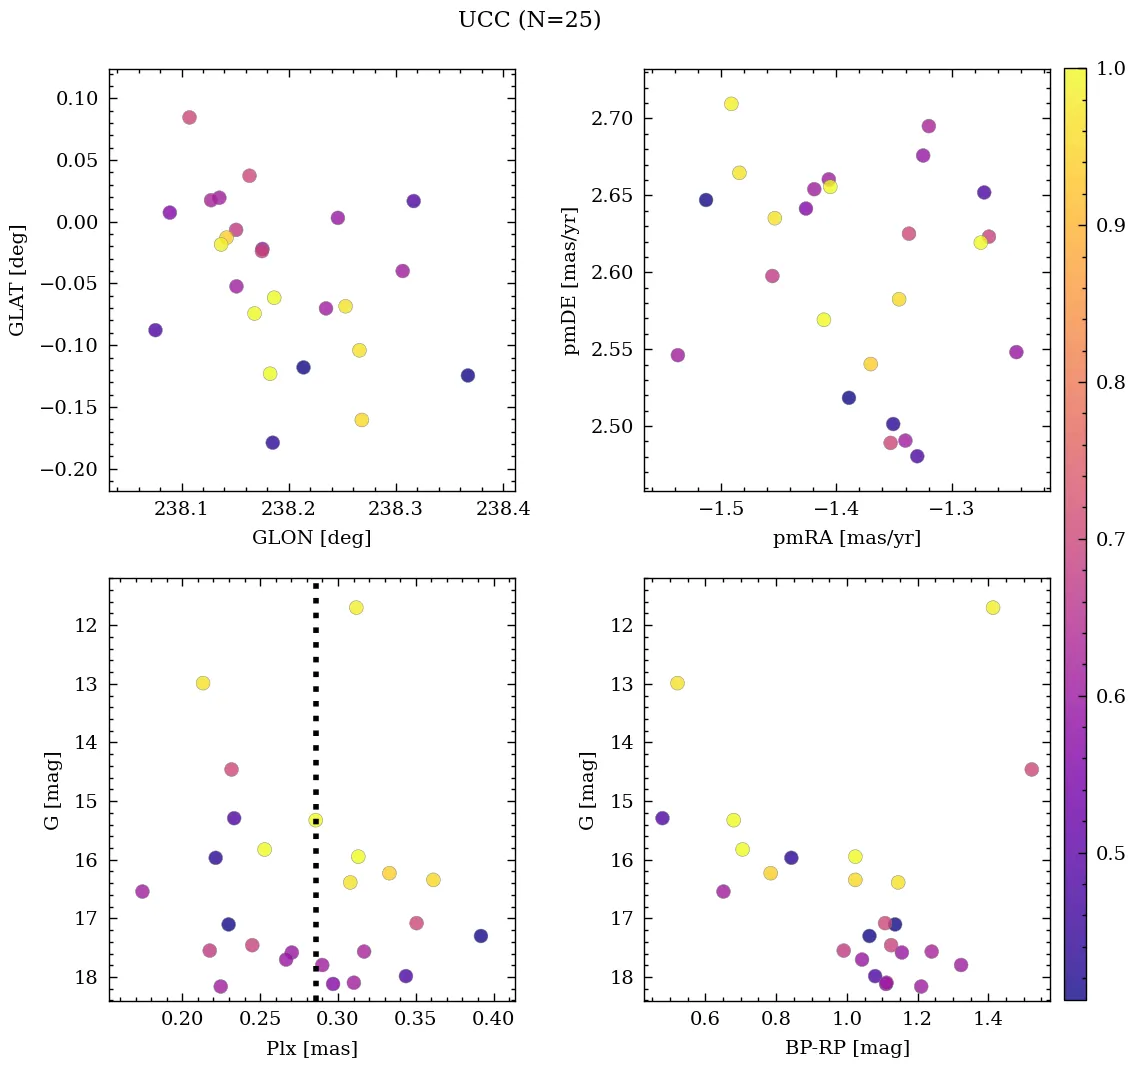 UCC (N=25)
0.10
0.05
0.00
−0.05
−0.10
−0.15
−0.20
GLAT [deg]
238.1 238.2 238.3 238.4
GLON [deg]
2.70
2.65
2.60
2.55
2.50
pmDE [mas/yr]
−1.5 −1.4 −1.3
pmRA [mas/yr]
1.0
0.9
0.8
0.7
0.6
0.5
12
13
14
15
16
17
18
G [mag]
0.20 0.25 0.30 0.35 0.40
Plx [mas]
12
13
14
15
16
17
18
G [mag]
0.6 0.8 1.0 1.2 1.4
BP-RP [mag]